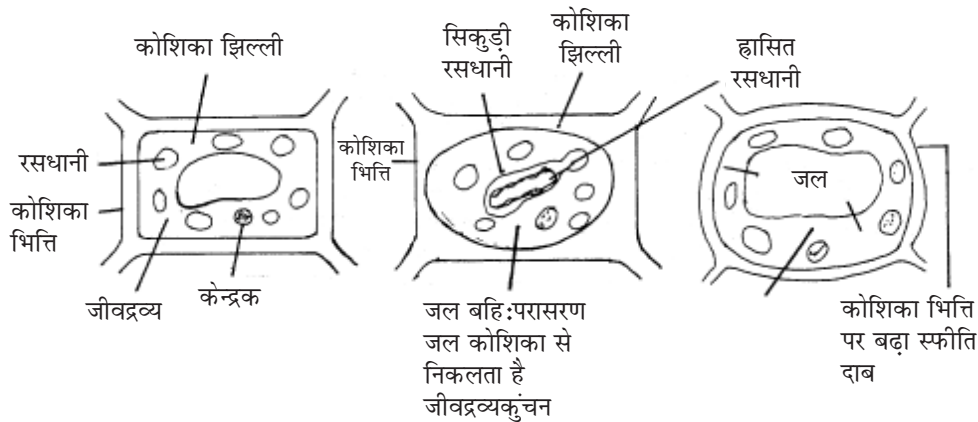 कोशिका झिल्ली
रसधानी
कोशिका
भित्ति
जीवद्रव्य
केन्द्रक
सिकुड़ी
रसधानी
कोशिका
झिल्ली
ह्रासित
रसधानी
कोशिका
भित्ति
जल बहि:परासरण
जल कोशिका से
निकलता है
जीवद्रव्यकुंचन
जल
कोशिका भित्ति
पर बढ़ा स्फीति
दाब